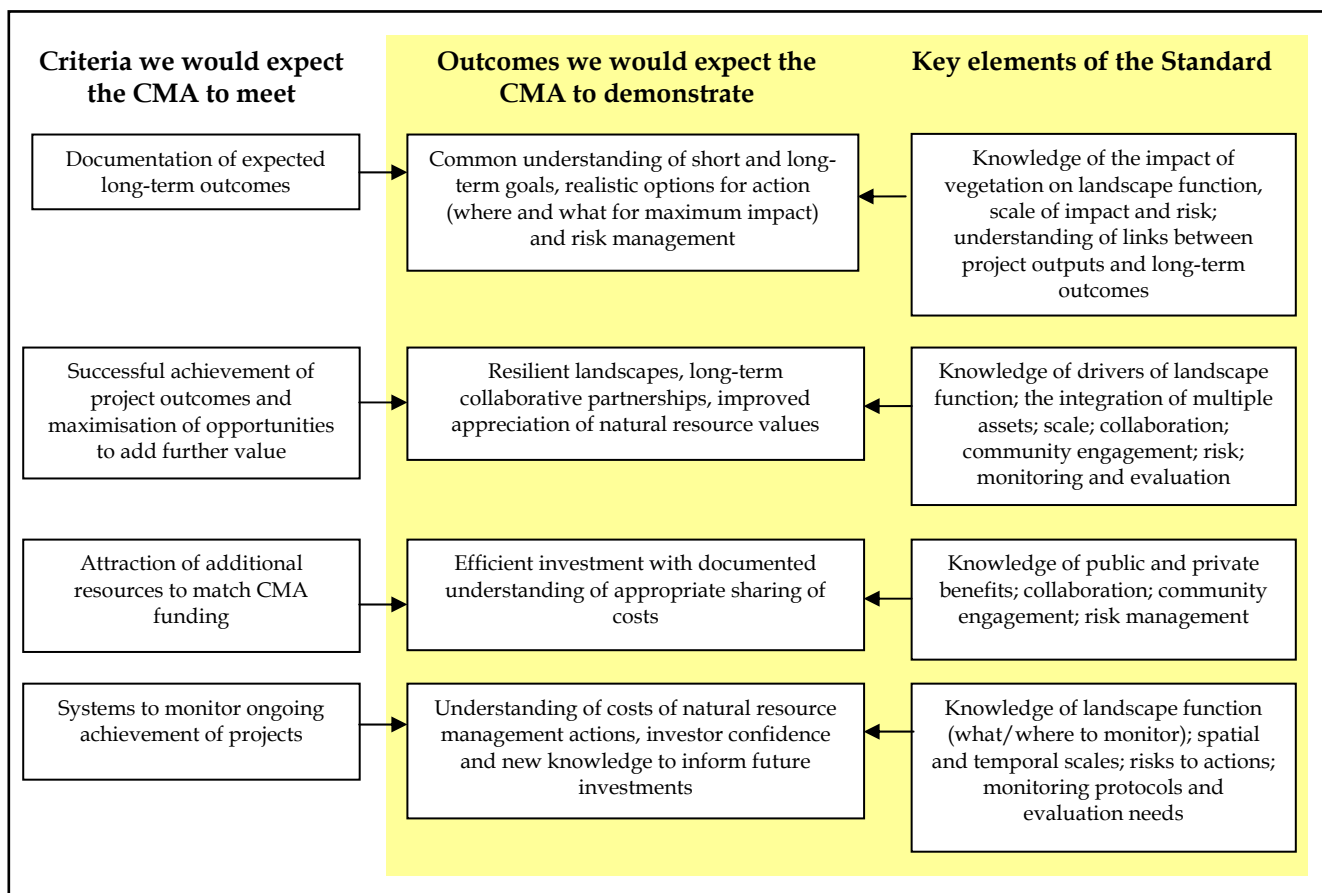 Criteria we would expect
the CMA to meet
Outcomes we would expect the
CMA to demonstrate
Key elements of the Standard
Documentation of expected
long-term outcomes
Common understanding of short and long-
term goals, realistic options for action
(where and what for maximum impact)
and risk management
Knowledge of the impact of
vegetation on landscape function,
scale of impact and risk;
understanding of links between
project outputs and long-term
outcomes
Successful achievement of
project outcomes and
maximisation of opportunities
to add further value
Resilient landscapes, long-term
collaborative partnerships, improved
appreciation of natural resource values
Knowledge of drivers of landscape
function; the integration of multiple
assets; scale; collaboration;
community engagement; risk;
monitoring and evaluation
Attraction of additional
resources to match CMA
funding
Efficient investment with documented
understanding of appropriate sharing of
costs
Knowledge of public and private
benefits; collaboration; community
engagement; risk management
Systems to monitor ongoing
achievement of projects
Understanding of costs of natural resource
management actions, investor confidence
and new knowledge to inform future
investments
Knowledge of landscape function
(what/where to monitor); spatial
and temporal scales; risks to actions;
monitoring protocols and
evaluation needs